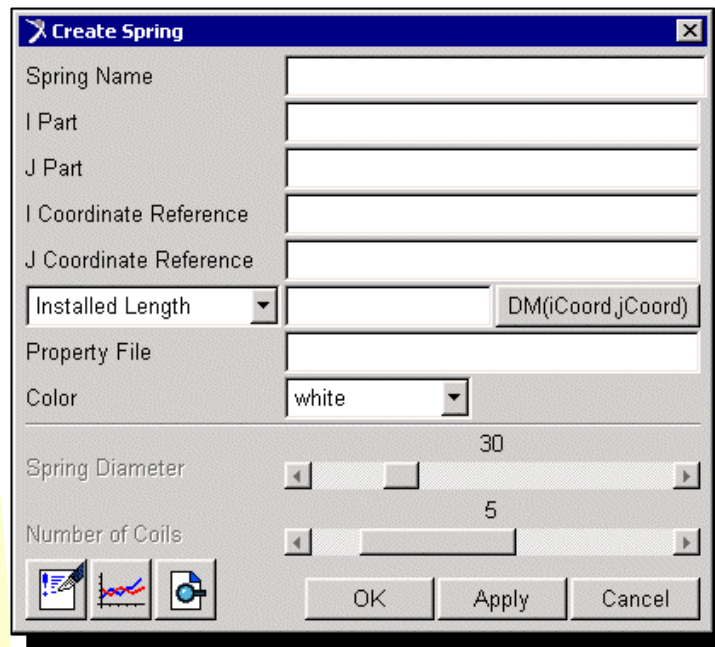 Create Spring
Spring Name
I Part
J Part
I Coordinate Reference
J Coordinate Reference
Installed Length DM(iCoord,jCoord)
Property File
Color white
30
Spring Diameter
5
Number of Coils
OK Apply Cancel